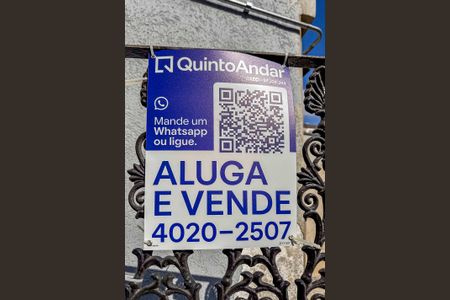 QuintoAndar
Mande um
Whatsapp
ou ligue.
ALUGA
E VENDE
4020-2507